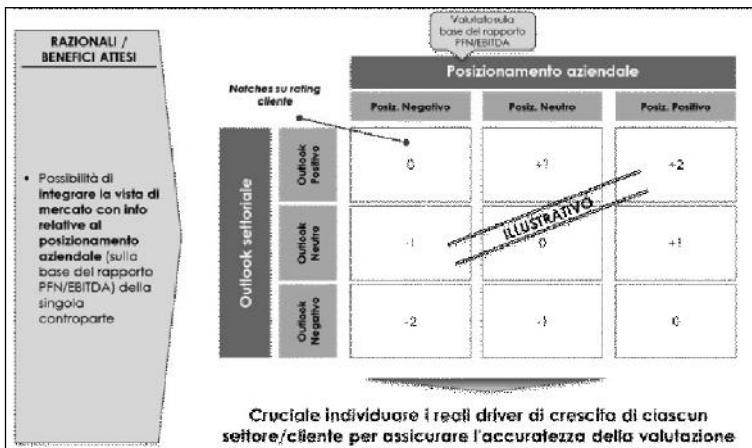 RAZIONALI /
BENEFICI ATTESI
• Possibilità di
integrare la vista di
mercato con info
relative al
posizionamento
aziendale (sulla
base del rapporto
PFN/EBITDA) della
singola
controparte
Valutato sulla
base del rapporto
PFN/EBITDA
Posizionamento aziendale
Notches su rating
cliente
Posiz. Negativo Posiz. Neutro Posiz. Positivo
Outlook settoriale
Outlook
Positivo
0 +1 +2
Outlook
Neutro
-1 0 +1
Outlook
Negativo
-2 -1 0
ILLUSTRATIVO
Cruciale individuare i reali driver di crescita di ciascun
settore/cliente per assicurare l'accuratezza della valutazione